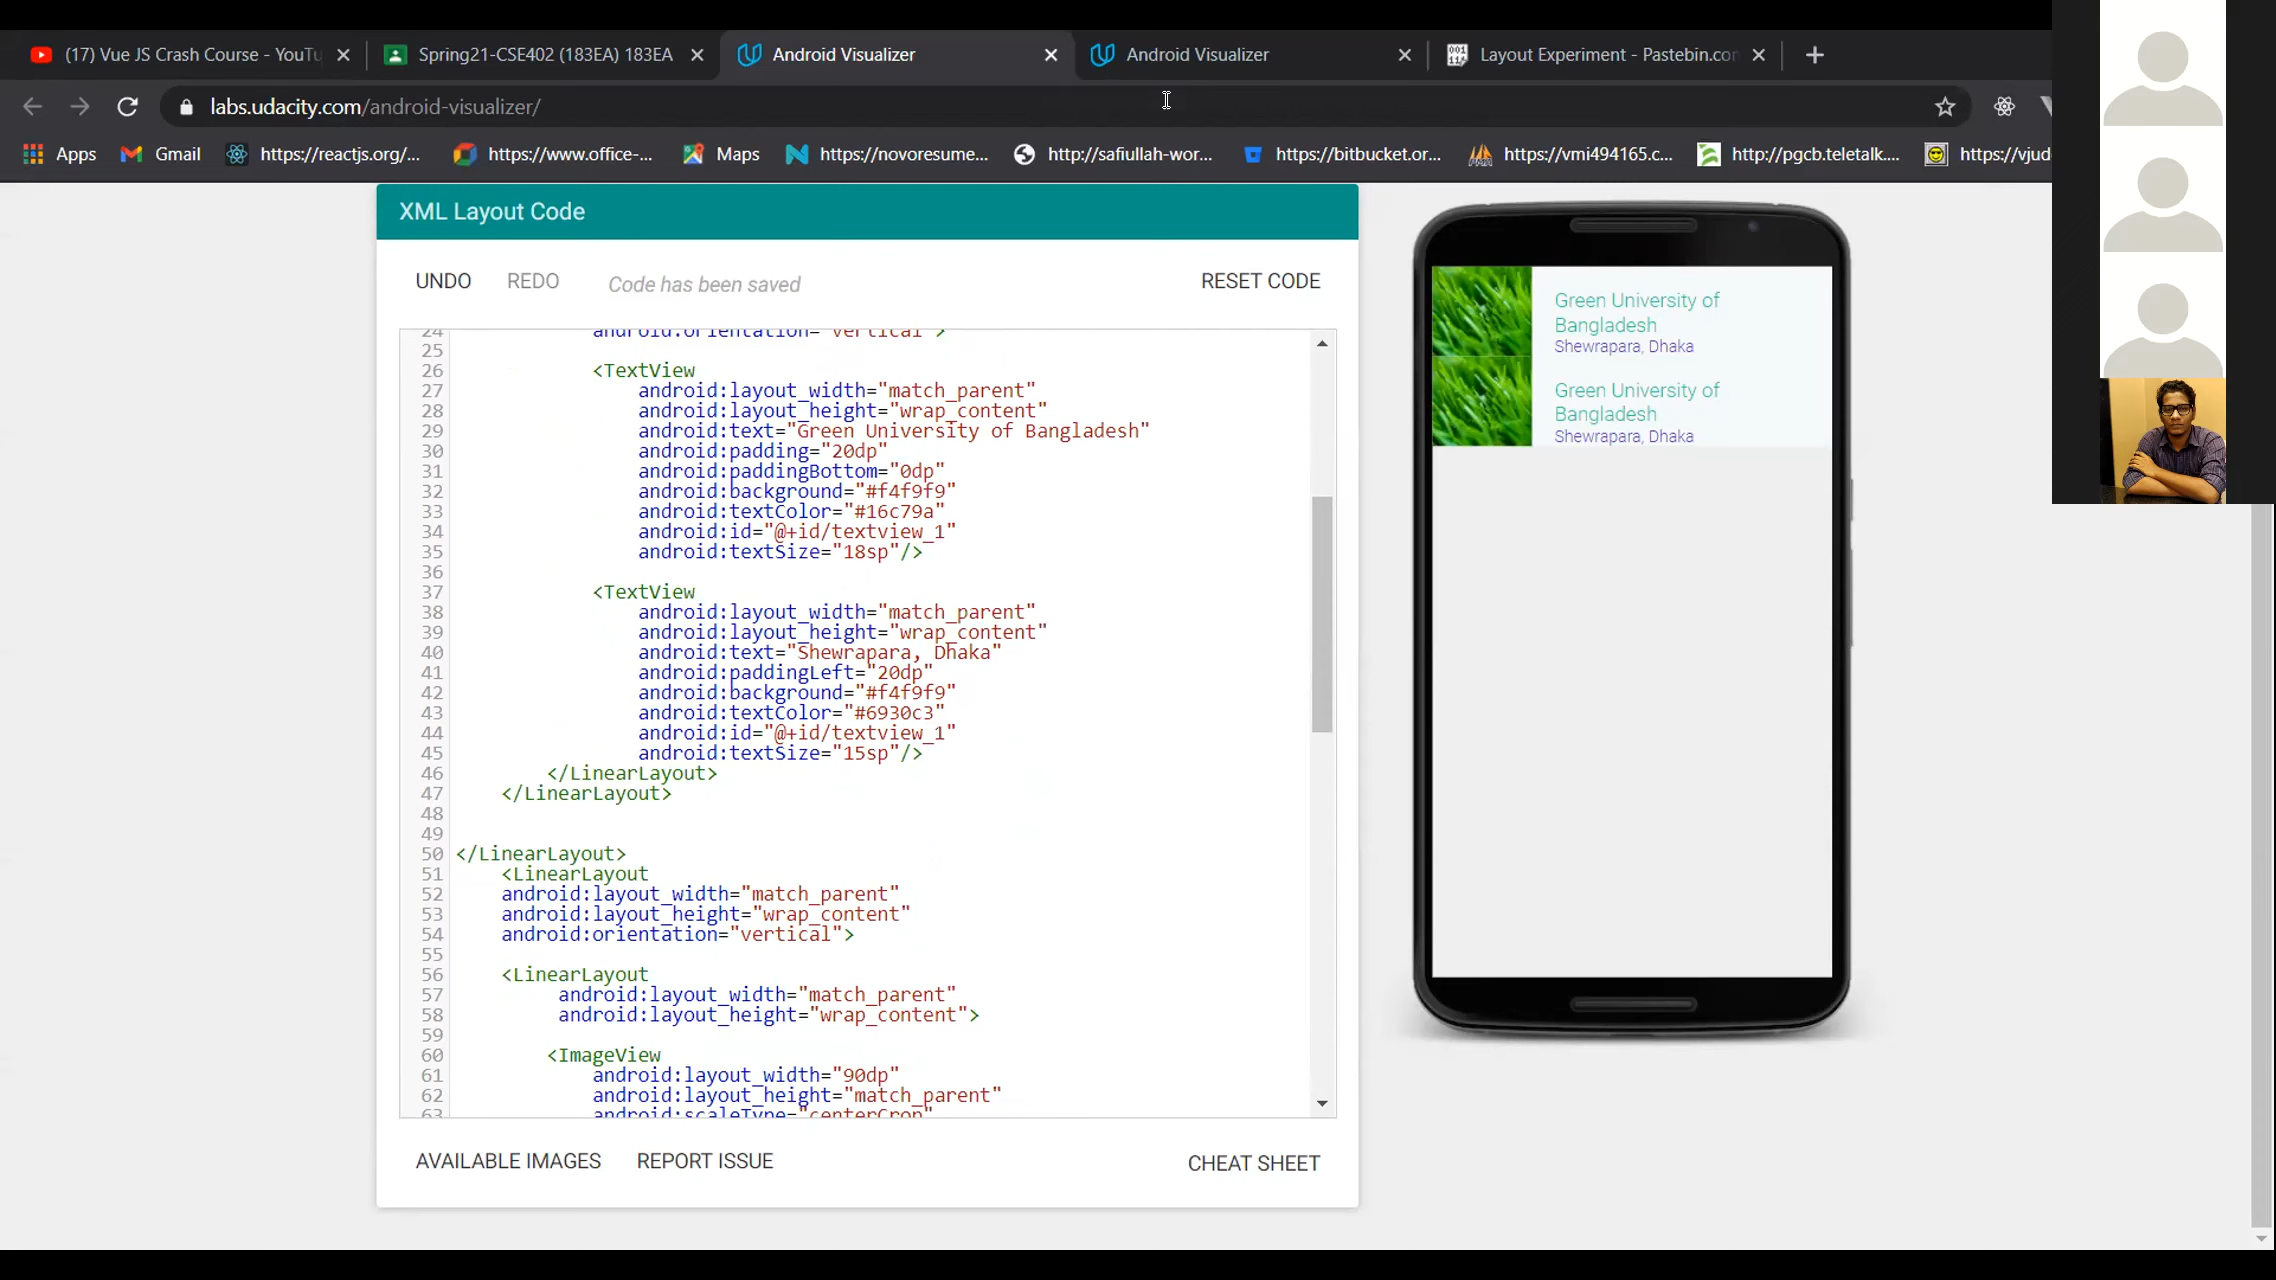 (17) Vue JS Crash Course - YouTu
Spring21-CSE402 (183EA) 183EA
Android Visualizer
Android Visualizer
Layout Experiment - Pastebin.con
labs.udacity.com/android-visualizer/
Apps
Gmail
https://reactjs.org/...
https://www.office-...
Maps
https://novoresume...
http://safiullah-wor...
https://bitbucket.or...
https://vmi494165.c...
http://pgcb.teletalk....
https://vjud
XML Layout Code
UNDO REDO Code has been saved RESET CODE
24 android:orientation="vertical">
25
26 <TextView
27 android:layout_width="match_parent"
28 android:layout_height="wrap_content"
29 android:text="Green University of Bangladesh"
30 android:padding="20dp"
31 android:paddingBottom="0dp"
32 android:background="#f4f9f9"
33 android:textColor="#16c79a"
34 android:id="@+id/textview_1"
35 android:textSize="18sp"/>
36
37 <TextView
38 android:layout_width="match_parent"
39 android:layout_height="wrap_content"
40 android:text="Shewrapara, Dhaka"
41 android:paddingLeft="20dp"
42 android:background="#f4f9f9"
43 android:textColor="#6930c3"
44 android:id="@+id/textview_1"
45 android:textSize="15sp"/>
46 </LinearLayout>
47 </LinearLayout>
48
49
50 </LinearLayout>
51 <LinearLayout
52 android:layout_width="match_parent"
53 android:layout_height="wrap_content"
54 android:orientation="vertical">
55
56 <LinearLayout
57 android:layout_width="match_parent"
58 android:layout_height="wrap_content">
59
60 <ImageView
61 android:layout_width="90dp"
62 android:layout_height="match_parent"
63 android:scaleType="centerCrop"
AVAILABLE IMAGES REPORT ISSUE CHEAT SHEET
Green University of
Bangladesh
Shewrapara, Dhaka
Green University of
Bangladesh
Shewrapara, Dhaka